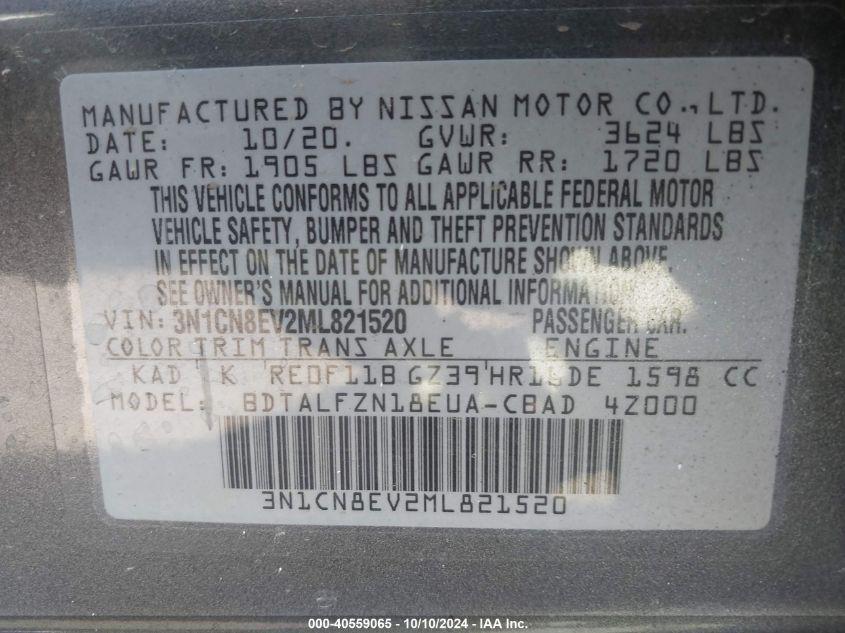 MANUFACTURED BY NISSAN MOTOR CO.,LTD.
DATE: 10/20. GVWR: 3624 LBS
GAWR FR: 1905 LBS GAWR RR: 1720 LBS
THIS VEHICLE CONFORMS TO ALL APPLICABLE FEDERAL MOTOR
VEHICLE SAFETY, BUMPER AND THEFT PREVENTION STANDARDS
IN EFFECT ON THE DATE OF MANUFACTURE SHOWN ABOVE.
SEE OWNER'S MANUAL FOR ADDITIONAL INFORMATION.
VIN: 3N1CN8EV2ML821520 PASSENGER CAR.
COLOR TRIM TRANS AXLE ENGINE
KAD K RE0F11B GZ39 HR16DE 1598 CC
MODEL: BDTALFZN18EUA-CBAD 4Z000
3N1CN8EV2ML821520
000-40559065 - 10/10/2024 - IAA Inc.